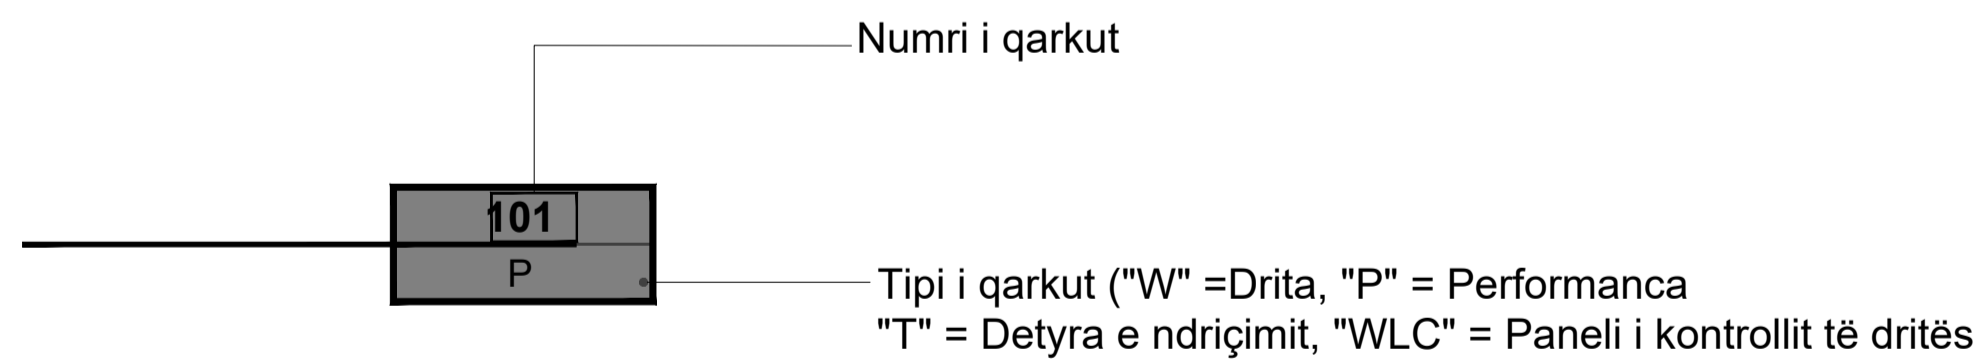 Numri i qarkut
101
P
Tipi i qarkut ("W" =Drita, "P" = Performanca
"T" = Detyra e ndriçimit, "WLC" = Paneli i kontrollit të dritës